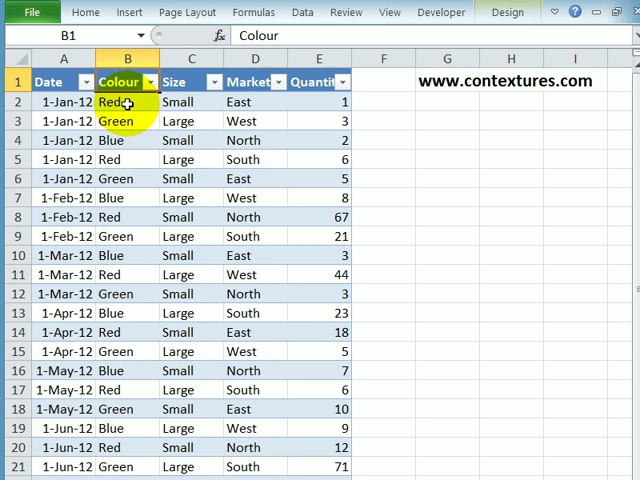 File Home Insert Page Layout Formulas Data Review View Developer Design
B1 fx Colour
A B C D E F G H I
1 Date Colour Size Market Quantit www.contextures.com
2 1-Jan-12 Red Small East 1
3 1-Jan-12 Green Large West 3
4 1-Jan-12 Blue Small North 2
5 1-Jan-12 Red Large South 6
6 1-Jan-12 Green Small East 5
7 1-Feb-12 Blue Large West 8
8 1-Feb-12 Red Small North 67
9 1-Feb-12 Green Large South 21
10 1-Mar-12 Blue Small East 3
11 1-Mar-12 Red Large West 44
12 1-Mar-12 Green Small North 3
13 1-Apr-12 Blue Large South 23
14 1-Apr-12 Red Small East 18
15 1-Apr-12 Green Large West 5
16 1-May-12 Blue Small North 7
17 1-May-12 Red Large South 6
18 1-May-12 Green Small East 10
19 1-Jun-12 Blue Large West 9
20 1-Jun-12 Red Small North 12
21 1-Jun-12 Green Large South 71